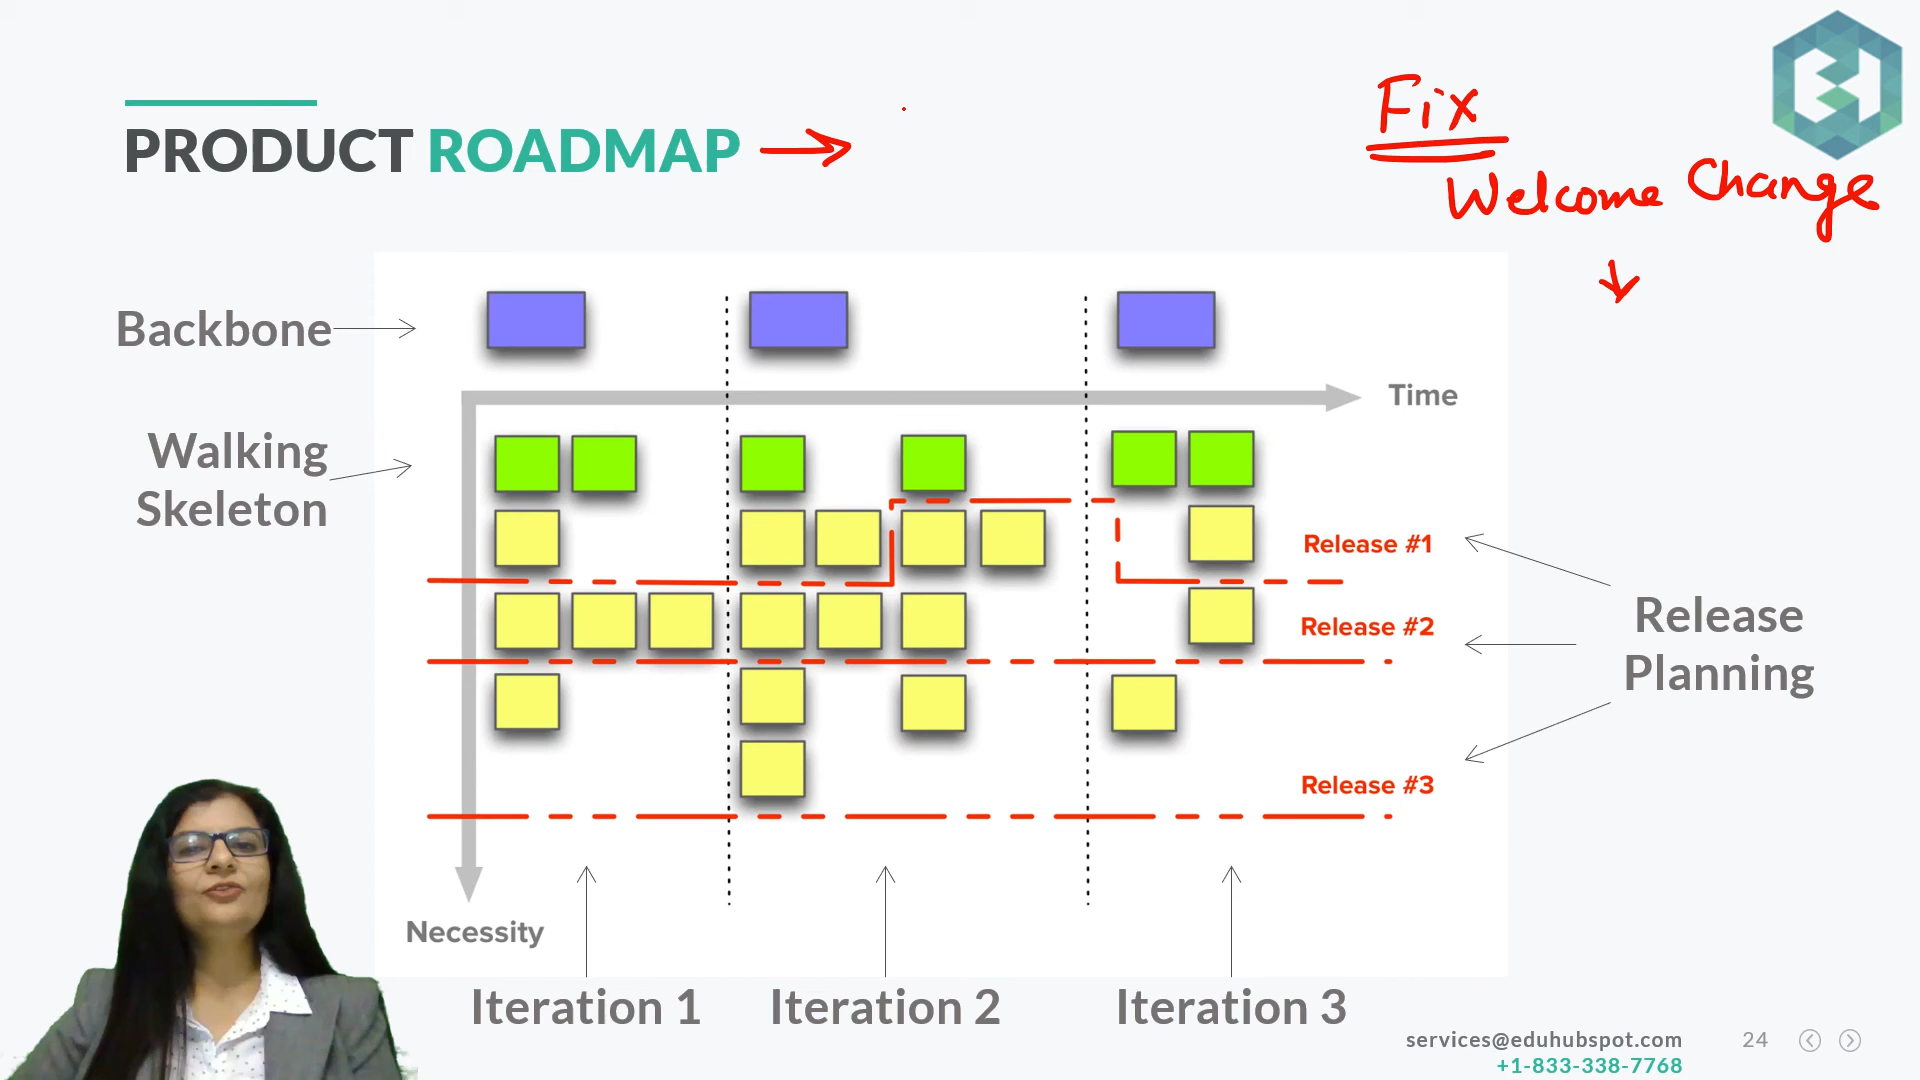 PRODUCT ROADMAP
Fix
Welcome Change
Backbone
Time
Walking
Skeleton
Release #1
Release #2
Release
Planning
Release #3
Necessity
Iteration 1
Iteration 2
Iteration 3
services@eduhubspot.com
24
+1-833-338-7768